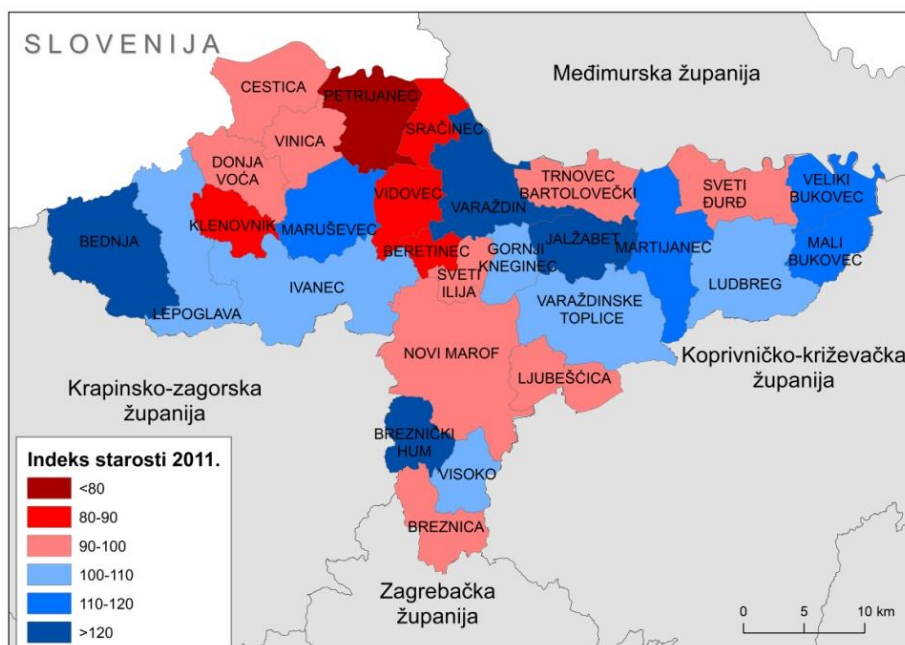 SLOVENIJA
Međimurska županija
CESTICA
PETRIJANEC
SRAČINEC
VINICA
DONJA
VOĆA
TRNOVEC
BARTOLOVEČKI
SVETI
ĐURĐ
VELIKI
BUKOVEC
KLENOVNIK
VIDOVEC
VARAŽDIN
BEDNJA
MARUŠEVEC
BERETINEC
GORNJI
KNEGINEC
JALŽABET
MARTIJANEC
MALI
BUKOVEC
SVETI
ILIJA
IVANEC
LEPOGLAVA
VARAŽDINSKE
TOPLICE
LUDBREG
NOVI MAROF
LJUBEŠĆICA
Koprivničko-križevačka
županija
Krapinsko-zagorska
županija
BREZNIČKI
HUM
VISOKO
BREZNICA
Zagrebačka
županija
Indeks starosti 2011.
<80
80-90
90-100
100-110
110-120
>120
0 5 10 km